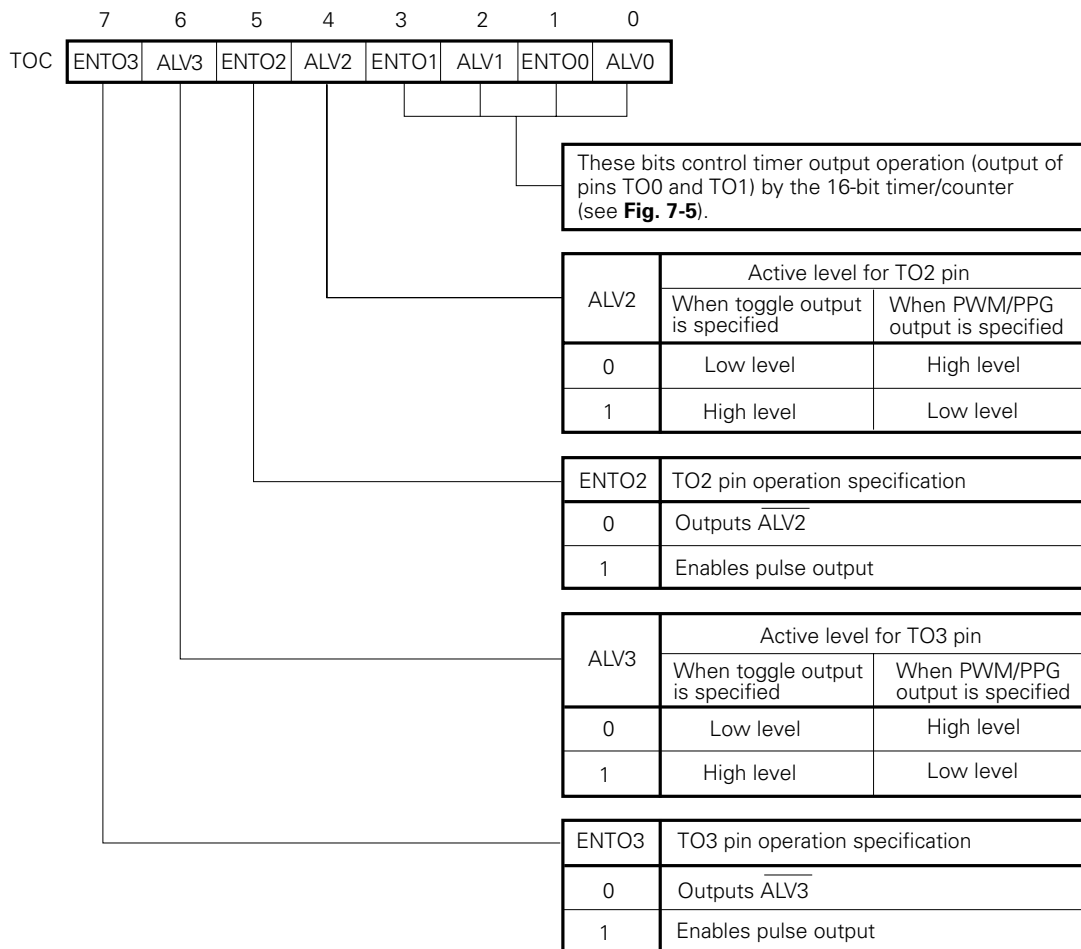 7 6 5 4 3 2 1 0
TOC ENTO3 ALV3 ENTO2 ALV2 ENTO1 ALV1 ENTO0 ALV0
These bits control timer output operation (output of
pins TO0 and TO1) by the 16-bit timer/counter
(see Fig. 7-5).
ALV2 Active level for TO2 pin
When toggle output is specified When PWM/PPG output is specified
0 Low level High level
1 High level Low level
ENTO2 TO2 pin operation specification
0 Outputs A̅L̅V̅2̅
1 Enables pulse output
ALV3 Active level for TO3 pin
When toggle output is specified When PWM/PPG output is specified
0 Low level High level
1 High level Low level
ENTO3 TO3 pin operation specification
0 Outputs A̅L̅V̅3̅
1 Enables pulse output